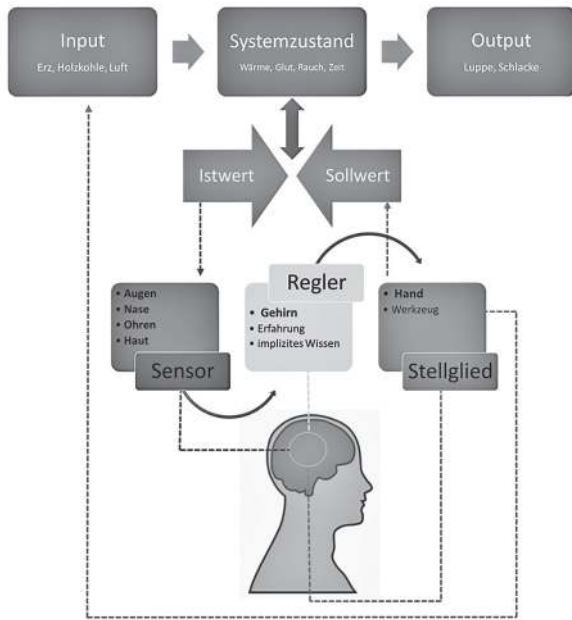 Input
Erz, Holzkohle, Luft
Systemzustand
Wärme, Glut, Rauch, Zeit
Output
Luppe, Schlacke
Istwert
Sollwert
• Augen
• Nase
• Ohren
• Haut
Sensor
Regler
• Gehirn
• Erfahrung
• implizites Wissen
• Hand
• Werkzeug
Stellglied